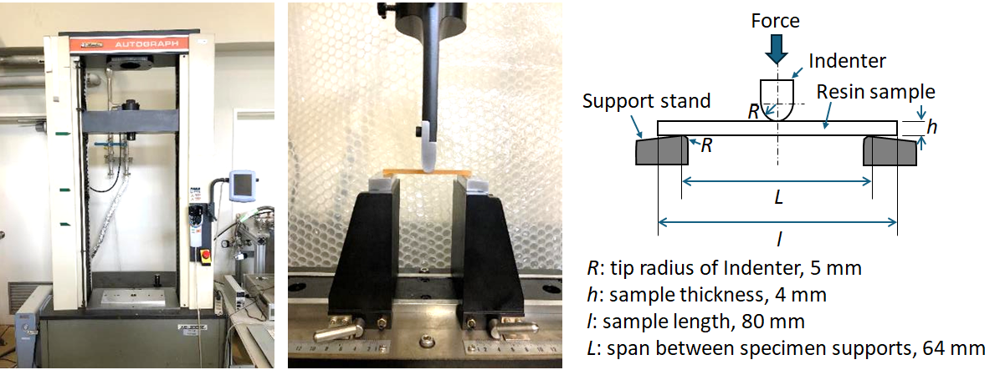 AUTOGRAPH
Force
Indenter
Resin sample
Support stand
R
h
R
L
l
R: tip radius of Indenter, 5 mm
h: sample thickness, 4 mm
l: sample length, 80 mm
L: span between specimen supports, 64 mm